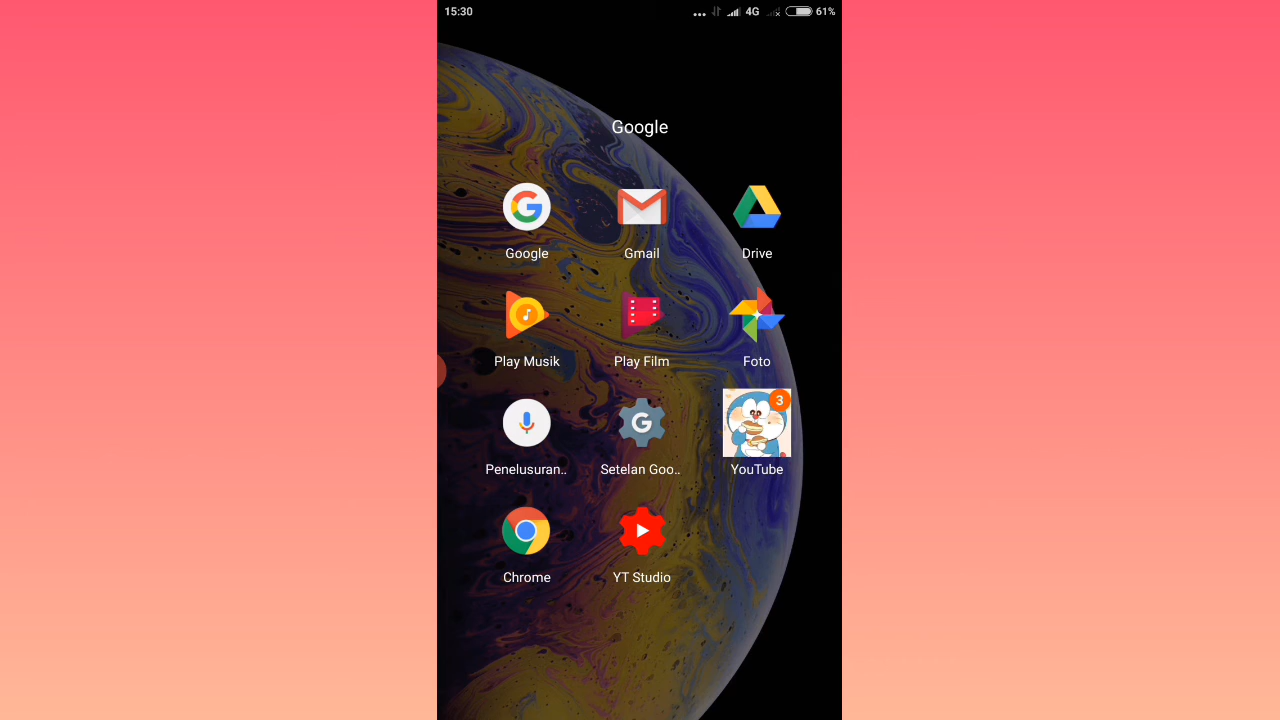 15:30 ... 4G 61%
Google
Google Gmail Drive
Play Musik Play Film Foto
3
Penelusuran.. Setelan Goo.. YouTube
Chrome YT Studio